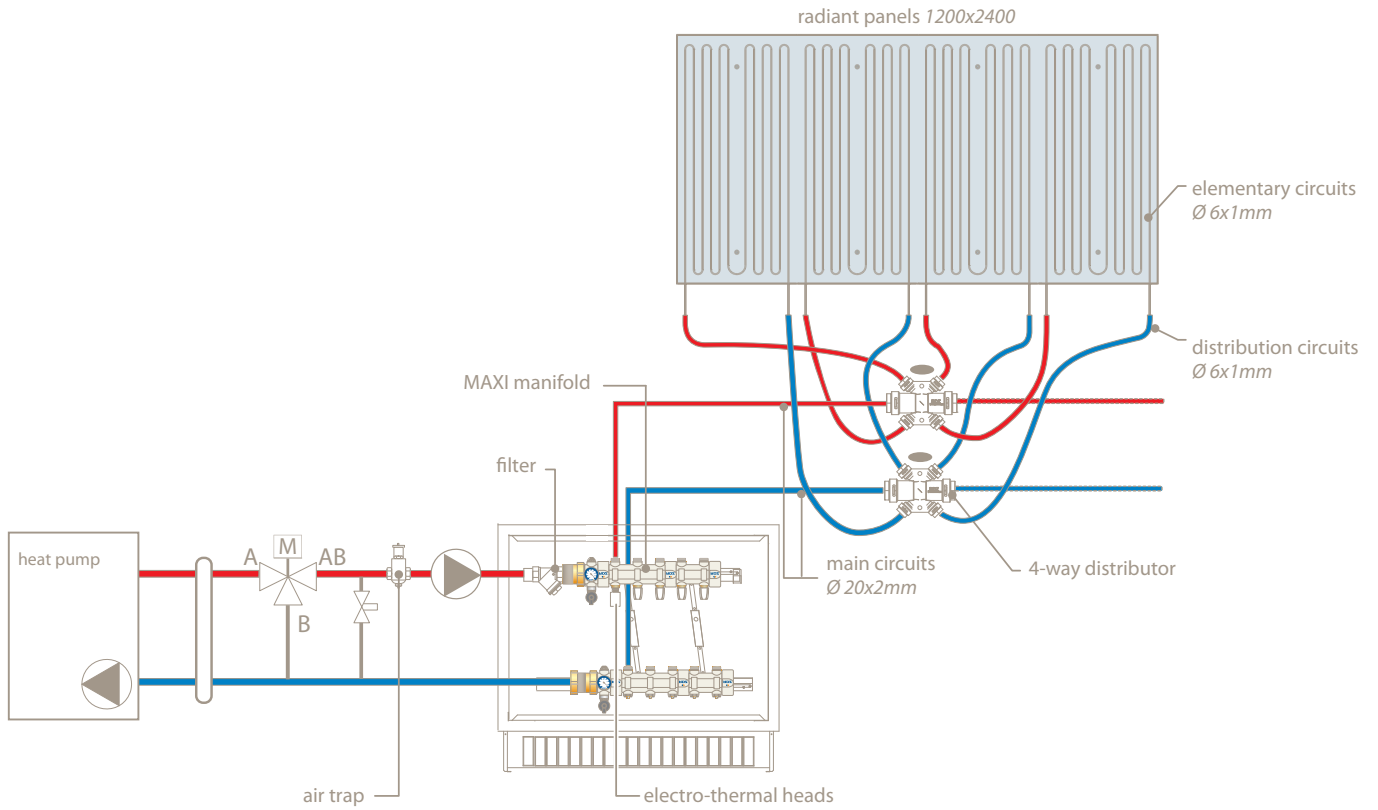 radiant panels 1200x2400
elementary circuits
Ø 6x1mm
distribution circuits
Ø 6x1mm
MAXI manifold
filter
heat pump
A
M
AB
B
main circuits
Ø 20x2mm
4-way distributor
air trap
electro-thermal heads